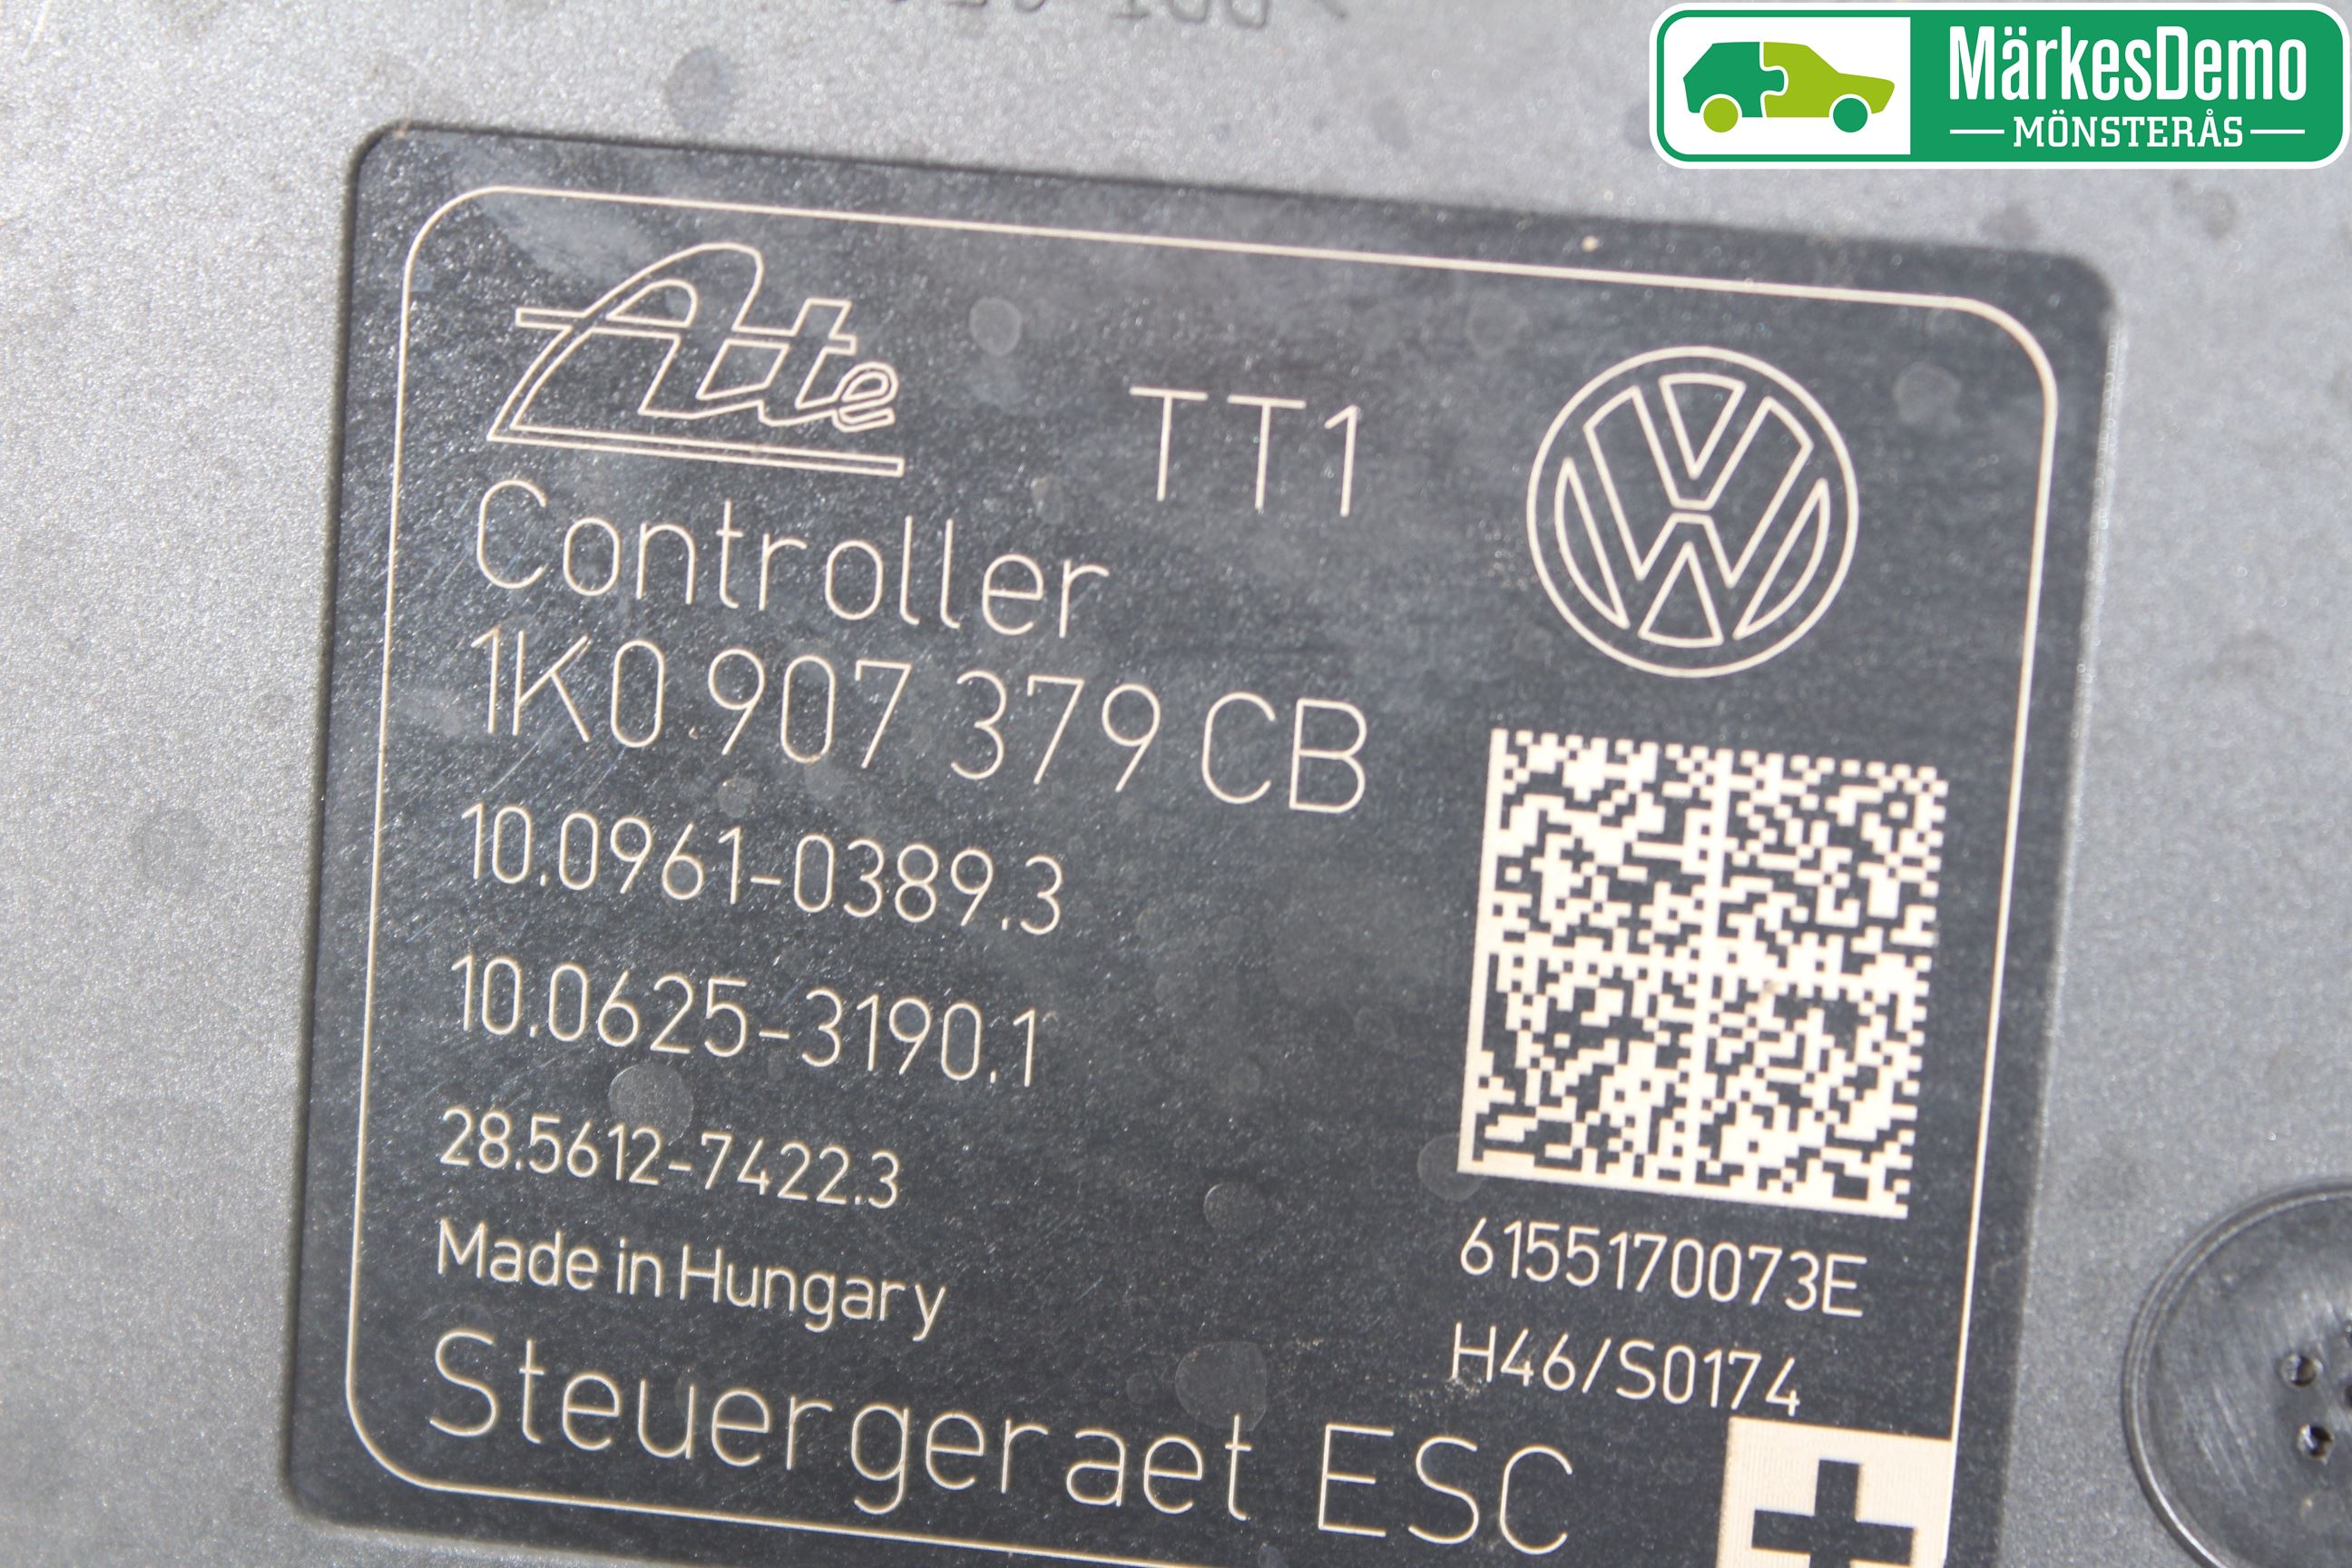 MärkesDemo
MÖNSTERÅS
Ate TT1
Controller
1K0 907 379 CB
10.0961-0389.3
10.0625-3190.1
28.5612-7422.3
Made in Hungary
6155170073E
H46/S0174
Steuergeraet ESC